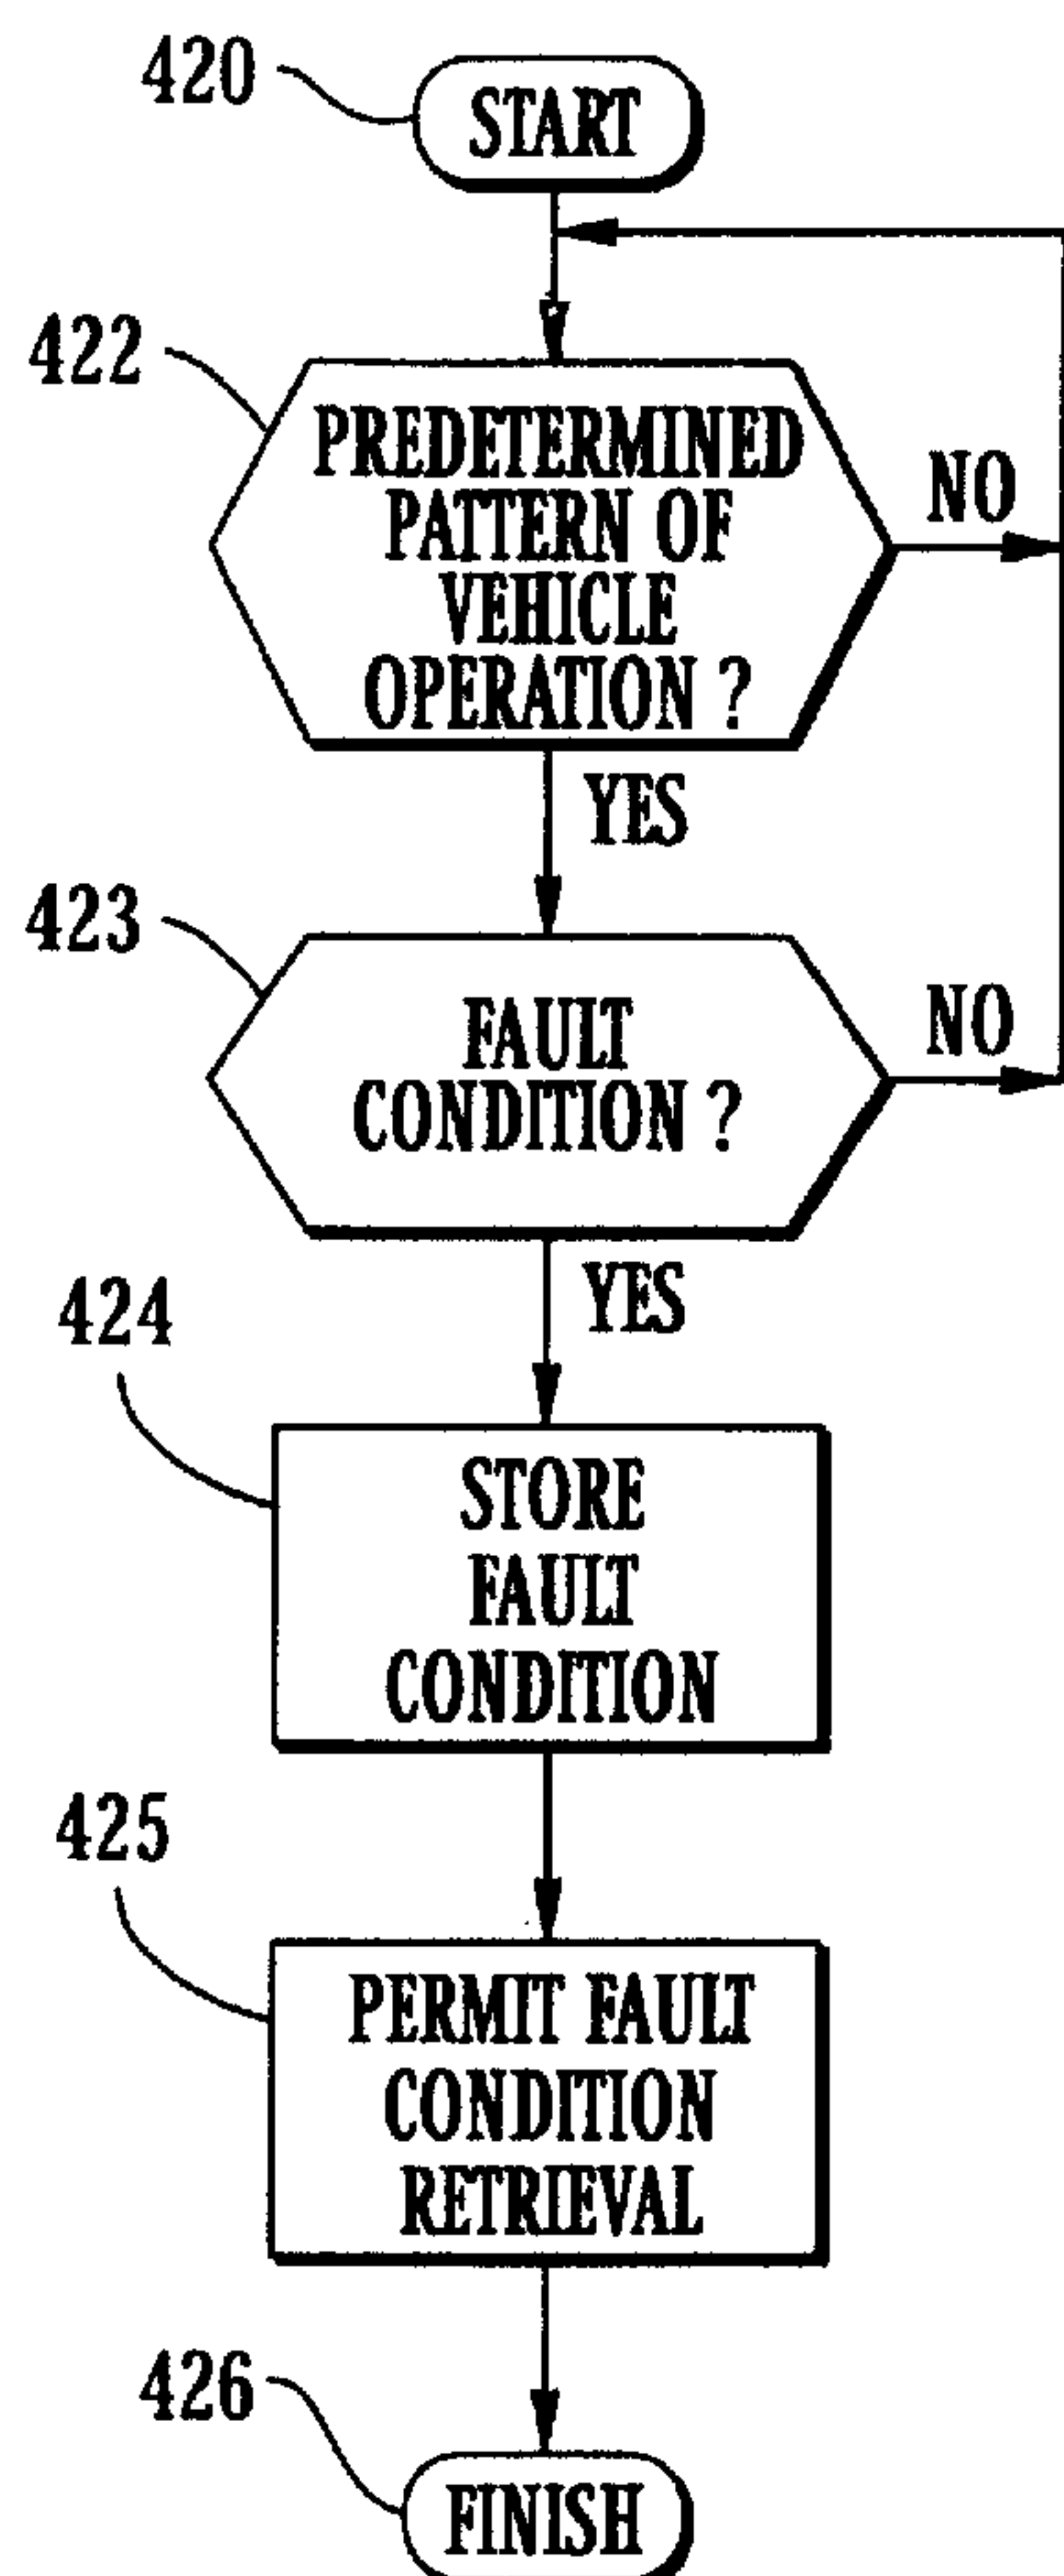 420
START
422
PREDETERMINED
PATTERN OF
VEHICLE
OPERATION ?
NO
YES
423
FAULT
CONDITION ?
NO
YES
424
STORE
FAULT
CONDITION
425
PERMIT FAULT
CONDITION
RETRIEVAL
426
FINISH